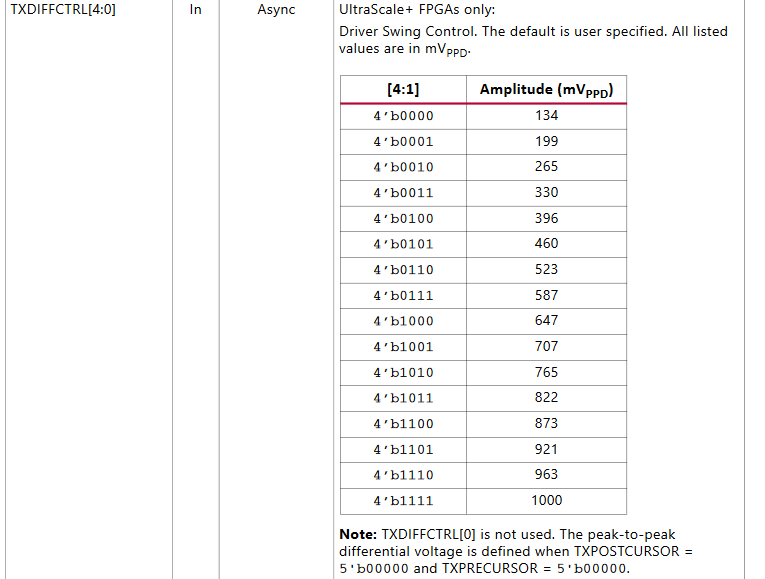 TXDIFFCTRL[4:0] In Async UltraScale+ FPGAs only:
Driver Swing Control. The default is user specified. All listed
values are in mVPPD.
[4:1] Amplitude (mVPPD)
4'b0000 134
4'b0001 199
4'b0010 265
4'b0011 330
4'b0100 396
4'b0101 460
4'b0110 523
4'b0111 587
4'b1000 647
4'b1001 707
4'b1010 765
4'b1011 822
4'b1100 873
4'b1101 921
4'b1110 963
4'b1111 1000
Note: TXDIFFCTRL[0] is not used. The peak-to-peak
differential voltage is defined when TXPOSTCURSOR =
5'b00000 and TXPRECURSOR = 5'b00000.